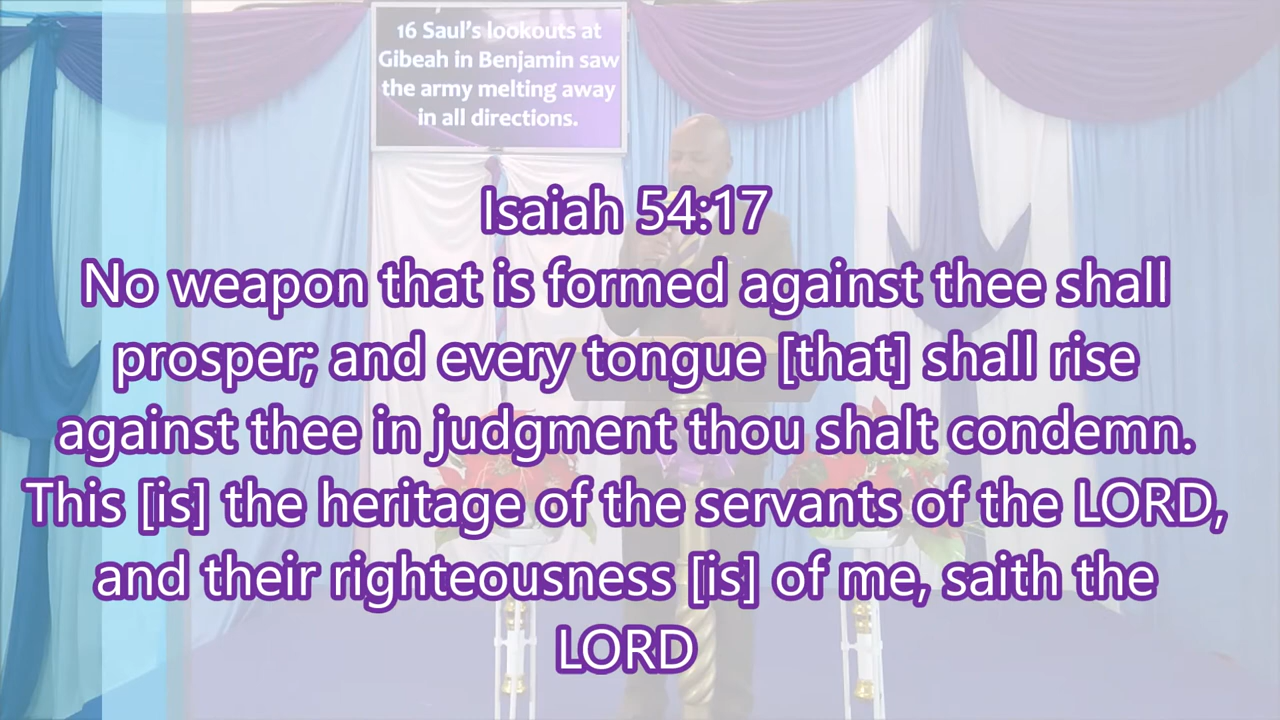 16 Saul's lookouts at
Gibeah in Benjamin saw
the army melting away
in all directions.
Isaiah 54:17
No weapon that is formed against thee shall
prosper; and every tongue [that] shall rise
against thee in judgment thou shalt condemn.
This [is] the heritage of the servants of the LORD,
and their righteousness [is] of me, saith the
LORD